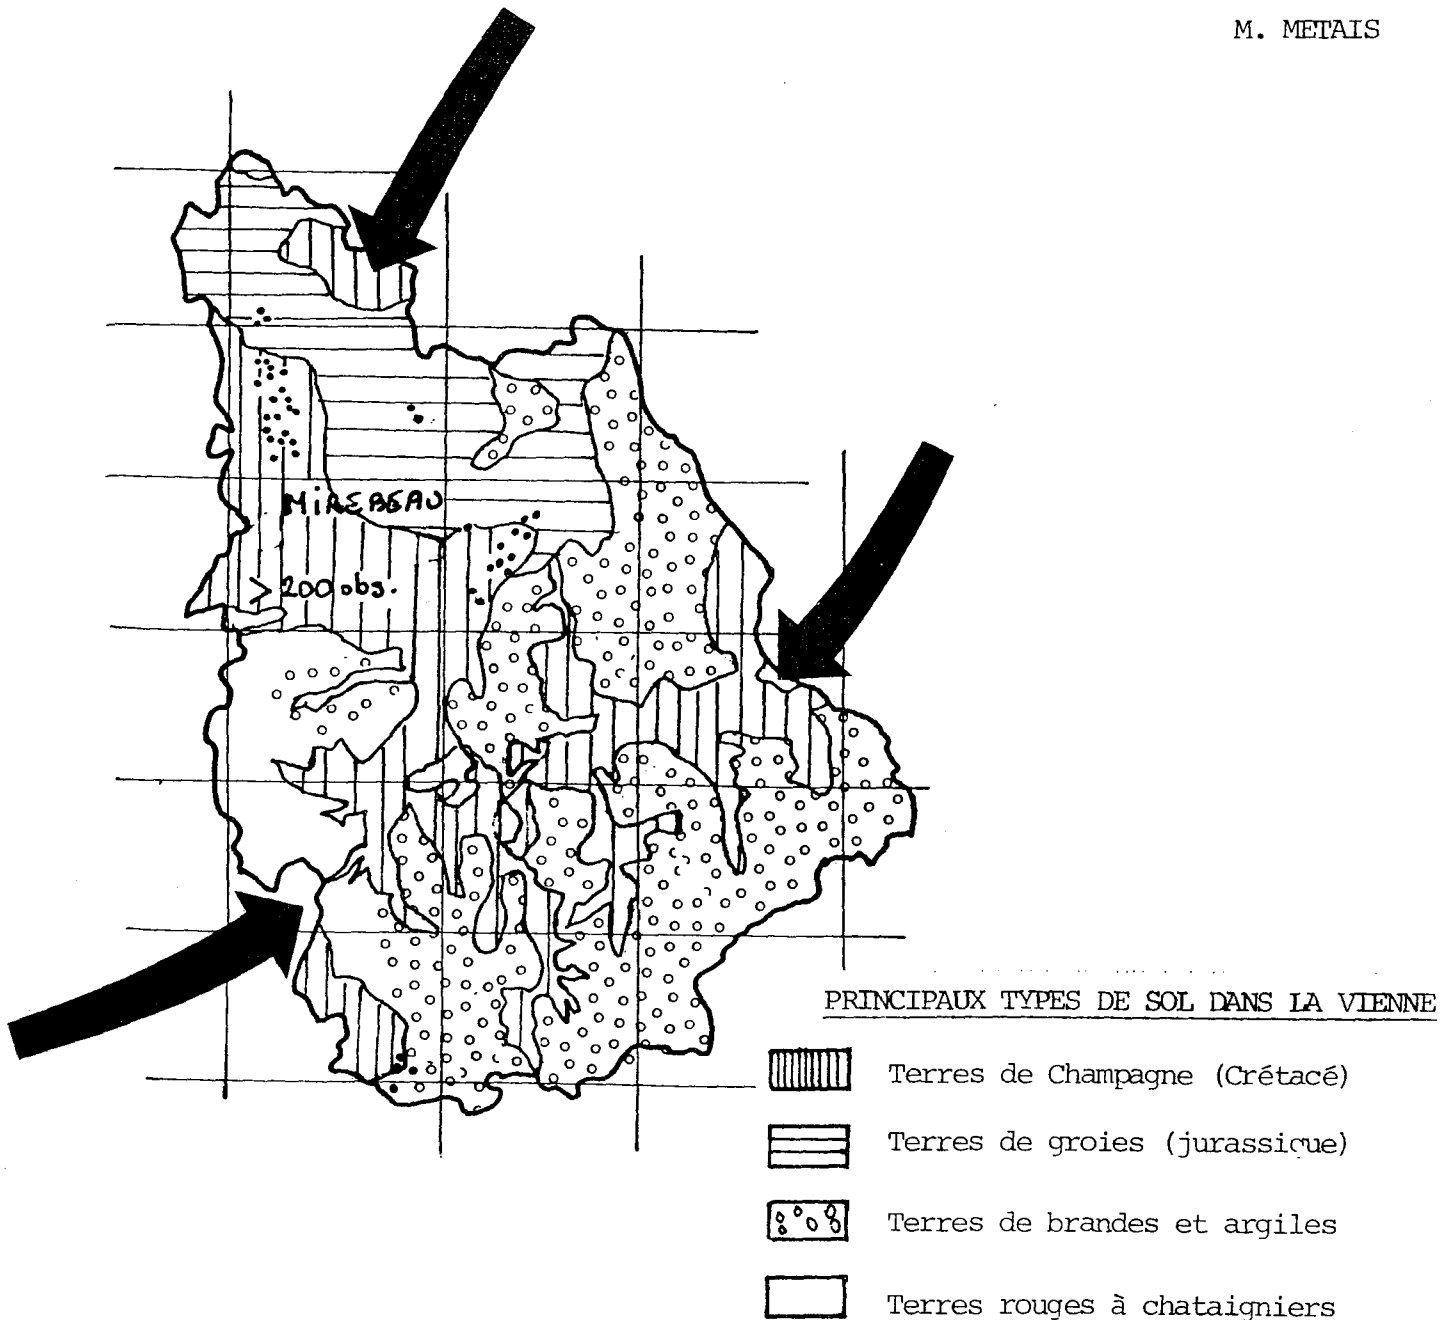 M. METAIS
MIREBEAU
> 200 obs.
PRINCIPAUX TYPES DE SOL DANS LA VIENNE
Terres de Champagne (Crétacé)
Terres de groies (jurassique)
Terres de brandes et argiles
Terres rouges à chataigniers